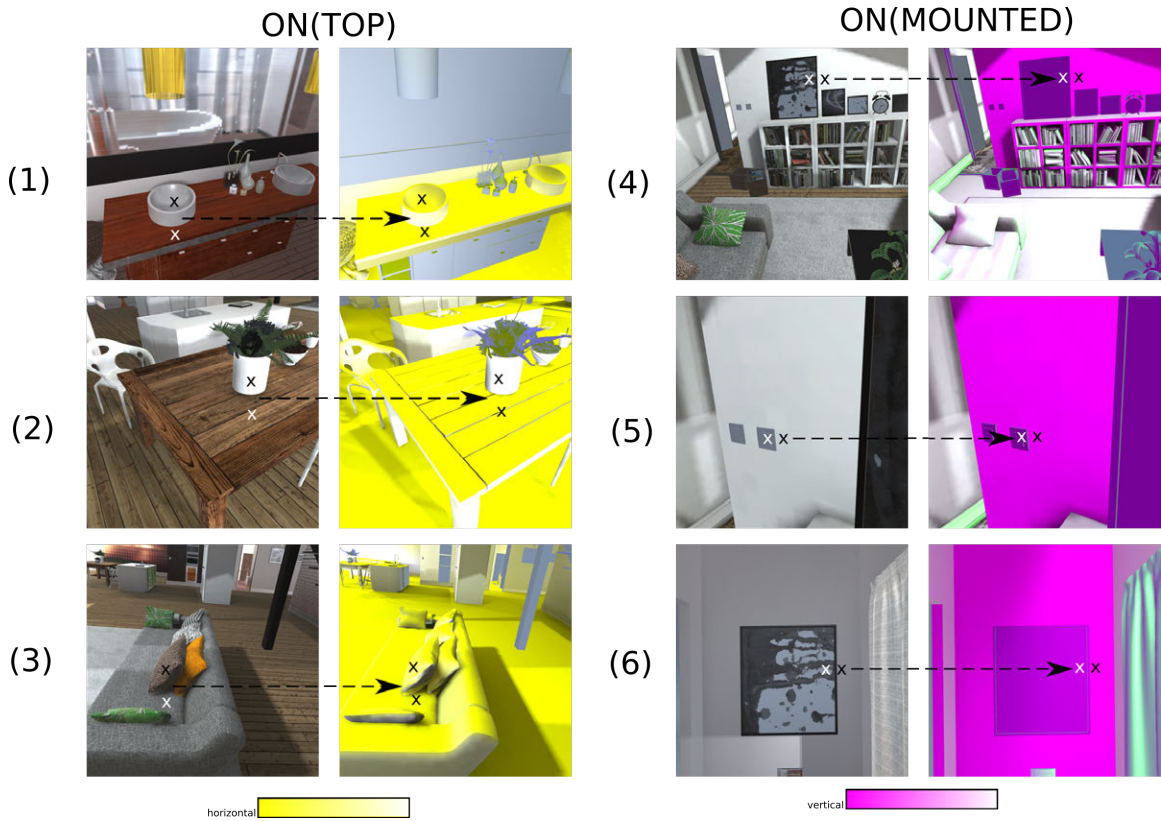 ON(TOP)
ON(MOUNTED)
(1)
(4)
x
x
x
x
x x
x x
(2)
(5)
x
x
x
x
x x
x x
(3)
(6)
x
x
x
x
x x
x x
horizontal
vertical